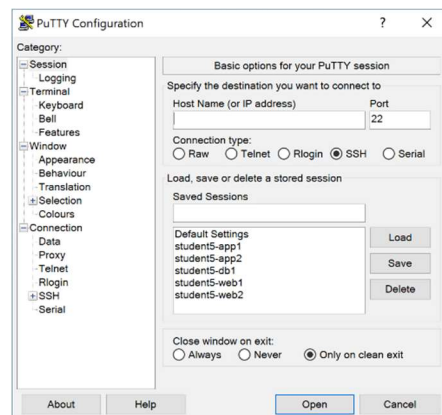 PuTTY Configuration
Category:
Session
Logging
Terminal
Keyboard
Bell
Features
Window
Appearance
Behaviour
Translation
Selection
Colours
Connection
Data
Proxy
Telnet
Rlogin
SSH
Serial
Basic options for your PuTTY session
Specify the destination you want to connect to
Host Name (or IP address) Port
22
Connection type:
Raw Telnet Rlogin SSH Serial
Load, save or delete a stored session
Saved Sessions
Default Settings
student5-app1
student5-app2
student5-db1
student5-web1
student5-web2
Load
Save
Delete
Close window on exit:
Always Never Only on clean exit
About Help Open Cancel